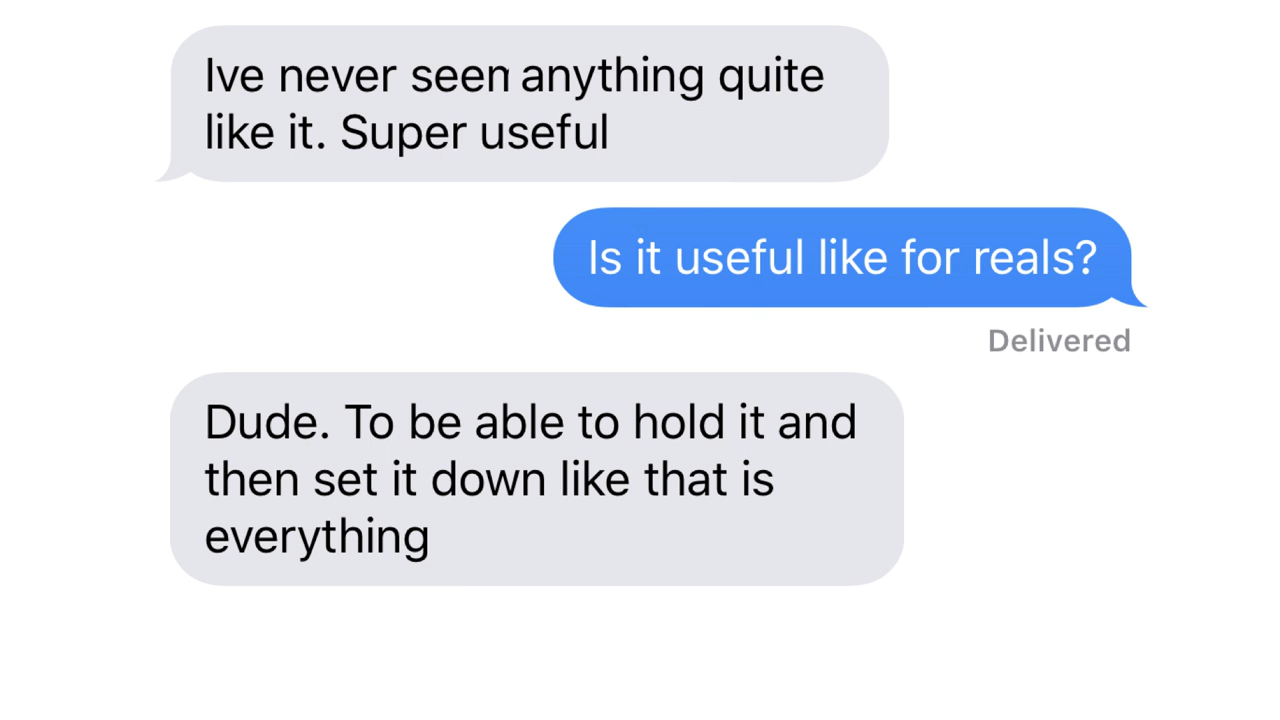 Ive never seen anything quite
like it. Super useful
Is it useful like for reals?
Delivered
Dude. To be able to hold it and
then set it down like that is
everything